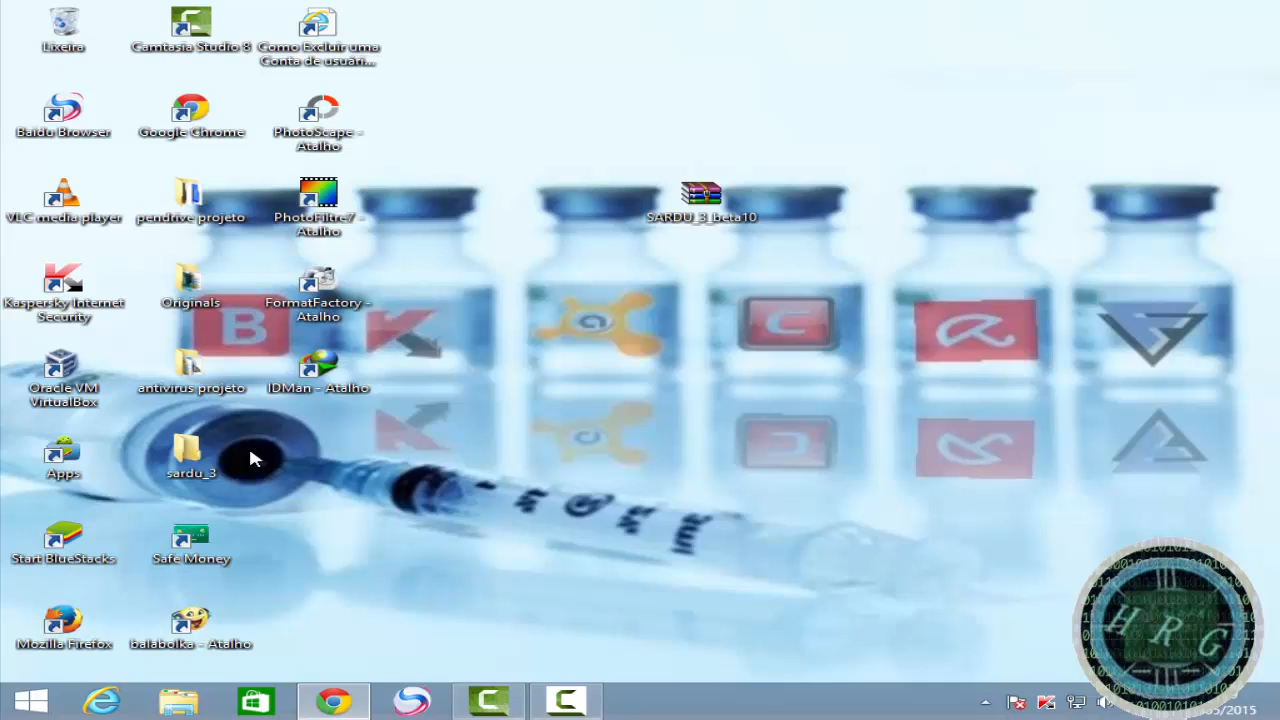 Lixeira
Camtasia Studio 8
Como Excluir uma
Conta de usuári...
Baidu Browser
Google Chrome
PhotoScape -
Atalho
VLC media player
pendrive projeto
PhotoFiltre7 -
Atalho
SARDU_3_beta10
Kaspersky Internet
Security
Originals
FormatFactory -
Atalho
B
Oracle VM
VirtualBox
antivirus projeto
IDMan - Atalho
Apps
sardu_3
Start BlueStacks
Safe Money
Mozilla Firefox
balabolka - Atalho
HRG
/2015